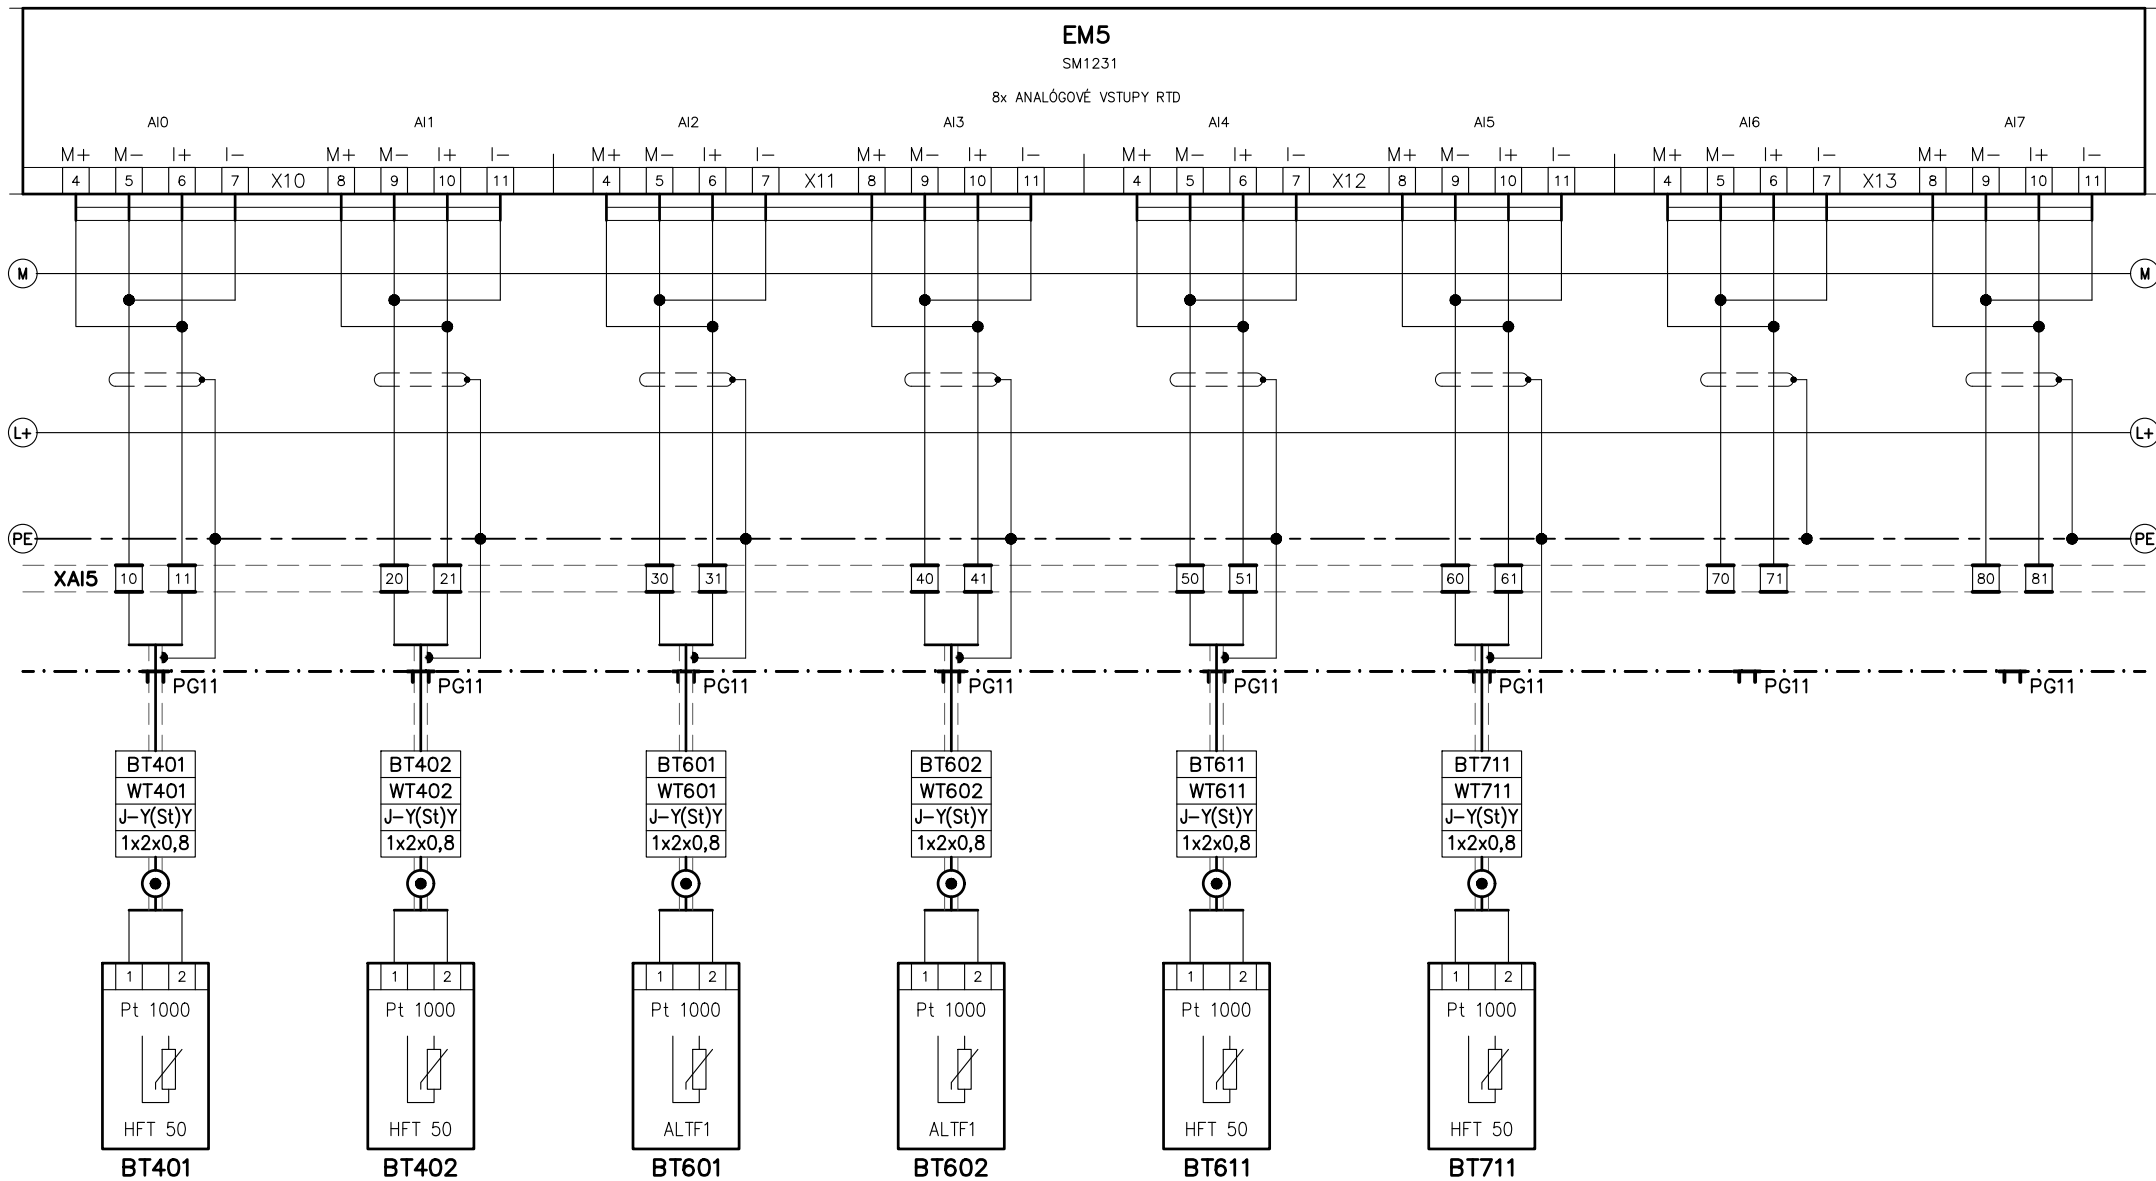 EM5
SM1231
8x ANALÓGOVÉ VSTUPY RTD
AI0 AI1 AI2 AI3 AI4 AI5 AI6 AI7
M+ M- I+ I- M+ M- I+ I- M+ M- I+ I- M+ M- I+ I- M+ M- I+ I- M+ M- I+ I- M+ M- I+ I- M+ M- I+ I-
4 5 6 7 X10 8 9 10 11 4 5 6 7 X11 8 9 10 11 4 5 6 7 X12 8 9 10 11 4 5 6 7 X13 8 9 10 11
M M
L+ L+
PE PE
XAI5 10 11 20 21 30 31 40 41 50 51 60 61 70 71 80 81
PG11 PG11 PG11 PG11 PG11 PG11 PG11 PG11
BT401 BT402 BT601 BT602 BT611 BT711
WT401 WT402 WT601 WT602 WT611 WT711
J-Y(St)Y J-Y(St)Y J-Y(St)Y J-Y(St)Y J-Y(St)Y J-Y(St)Y
1x2x0,8 1x2x0,8 1x2x0,8 1x2x0,8 1x2x0,8 1x2x0,8
1 2 1 2 1 2 1 2 1 2 1 2
Pt 1000 Pt 1000 Pt 1000 Pt 1000 Pt 1000 Pt 1000
HFT 50 HFT 50 ALTF1 ALTF1 HFT 50 HFT 50
BT401 BT402 BT601 BT602 BT611 BT711